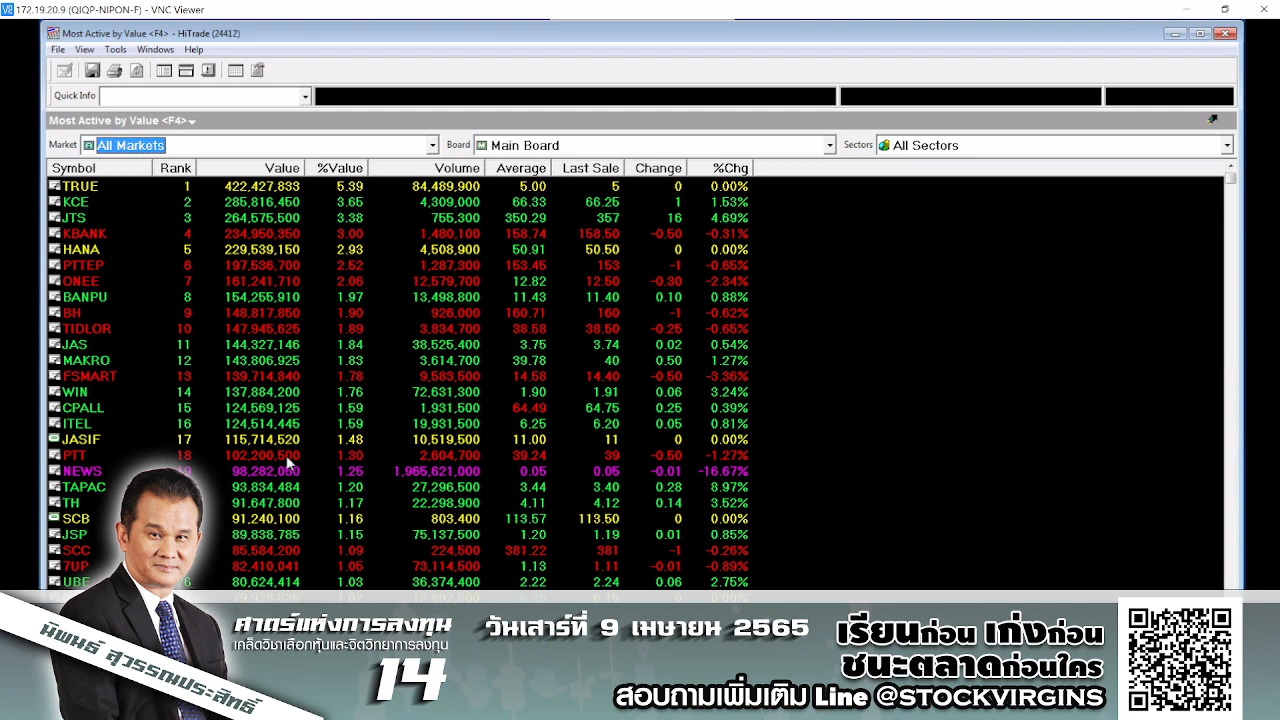 172.19.20.9 (QIQP-NIPON-F) - VNC Viewer
Most Active by Value <F4> - HiTrade (24412)
File View Tools Windows Help
Quick Info
Most Active by Value <F4>
Market All Markets Board Main Board Sectors All Sectors
Symbol Rank Value %Value Volume Average Last Sale Change %Chg
TRUE 1 422,427,833 5.39 84,489,900 5.00 5 0 0.00%
KCE 2 285,816,450 3.65 4,309,000 66.33 66.25 1 1.53%
JTS 3 264,575,500 3.38 755,300 350.29 357 16 4.69%
KBANK 4 234,950,350 3.00 1,480,100 158.74 158.50 -0.50 -0.31%
HANA 5 229,539,150 2.93 4,508,900 50.91 50.50 0 0.00%
PTTEP 6 197,536,700 2.52 1,287,300 153.45 153 -1 -0.65%
ONEE 7 161,241,710 2.06 12,579,700 12.82 12.50 -0.30 -2.34%
BANPU 8 154,255,910 1.97 13,498,800 11.43 11.40 0.10 0.88%
BH 9 148,817,850 1.90 926,000 160.71 160 -1 -0.62%
TIDLOR 10 147,945,625 1.89 3,834,700 38.58 38.50 -0.25 -0.65%
JAS 11 144,327,146 1.84 38,525,400 3.75 3.74 0.02 0.54%
MAKRO 12 143,806,925 1.83 3,614,700 39.78 40 0.50 1.27%
FSMART 13 139,714,840 1.78 9,583,500 14.58 14.40 -0.50 -3.36%
WIN 14 137,884,200 1.76 72,631,300 1.90 1.91 0.06 3.24%
CPALL 15 124,569,125 1.59 1,931,500 64.49 64.75 0.25 0.39%
ITEL 16 124,514,445 1.59 19,931,500 6.25 6.20 0.05 0.81%
JASIF 17 115,714,520 1.48 10,519,500 11.00 11 0 0.00%
PTT 18 102,200,500 1.30 2,604,700 39.24 39 -0.50 -1.27%
NEWS 98,282,050 1.25 1,965,621,000 0.05 0.05 -0.01 -16.67%
TAPAC 93,834,484 1.20 27,296,500 3.44 3.40 0.28 8.97%
TH 91,647,800 1.17 22,298,900 4.11 4.12 0.14 3.52%
SCB 91,240,100 1.16 803,400 113.57 113.50 0 0.00%
JSP 89,838,785 1.15 75,137,500 1.20 1.19 0.01 0.85%
SCC 85,584,200 1.09 224,500 381.22 381 -1 -0.26%
7UP 82,410,041 1.05 73,114,500 1.13 1.11 -0.01 -0.89%
UBE 6 80,624,414 1.03 36,374,400 2.22 2.24 0.06 2.75%
นิพนธ์ สุวรรณประสิทธิ์
ศาตร์แห่งการลงทุน
เคล็ดวิชาเลือกหุ้นและจิตวิทยาการลงทุน
14
วันเสาร์ที่ 9 เมษายน 2565
เรียนก่อน เก่งก่อน
ชนะตลาดก่อนใคร
สอบถามเพิ่มเติม Line @STOCKVIRGINS